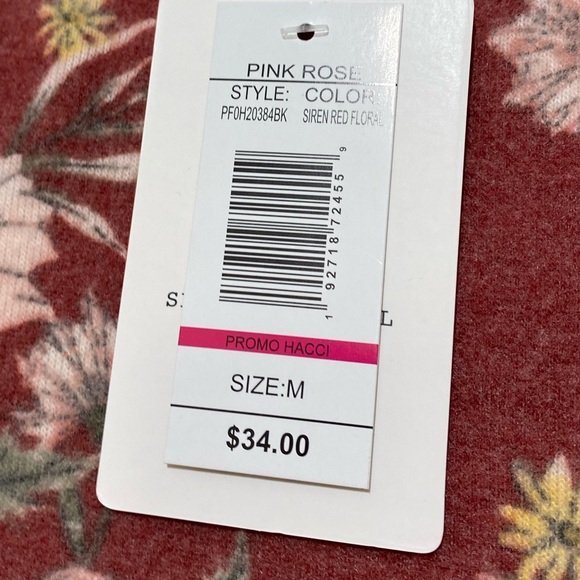 PINK ROSE
STYLE: COLOR
PF0H20384BK SIREN RED FLORAL
1 92718 72455 9
PROMO HACCI
SIZE:M
$34.00